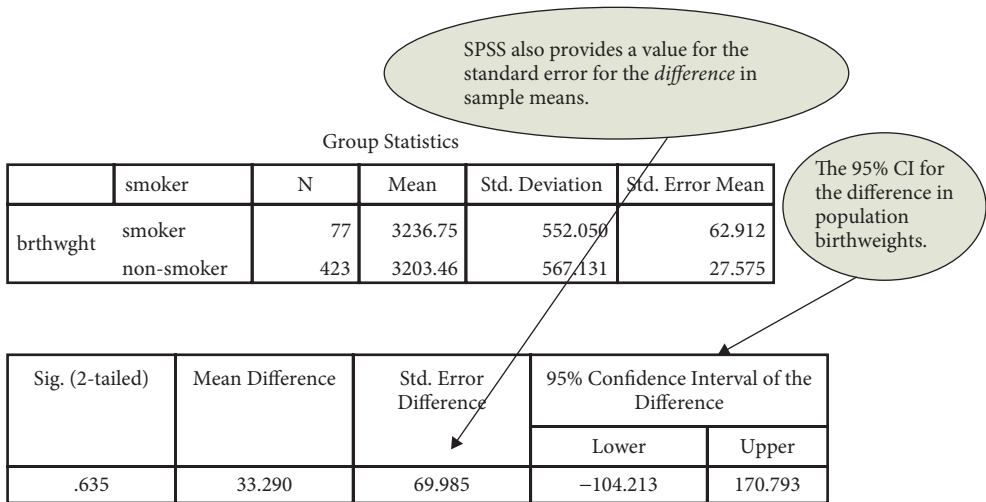 SPSS also provides a value for the
standard error for the difference in
sample means.
Group Statistics
The 95% CI for
the difference in
population
birthweights.
smoker N Mean Std. Deviation Std. Error Mean
brthwght
smoker 77 3236.75 552.050 62.912
non-smoker 423 3203.46 567.131 27.575
Sig. (2-tailed) Mean Difference Std. Error 95% Confidence Interval of the
Difference Difference
Lower Upper
.635 33.290 69.985 −104.213 170.793